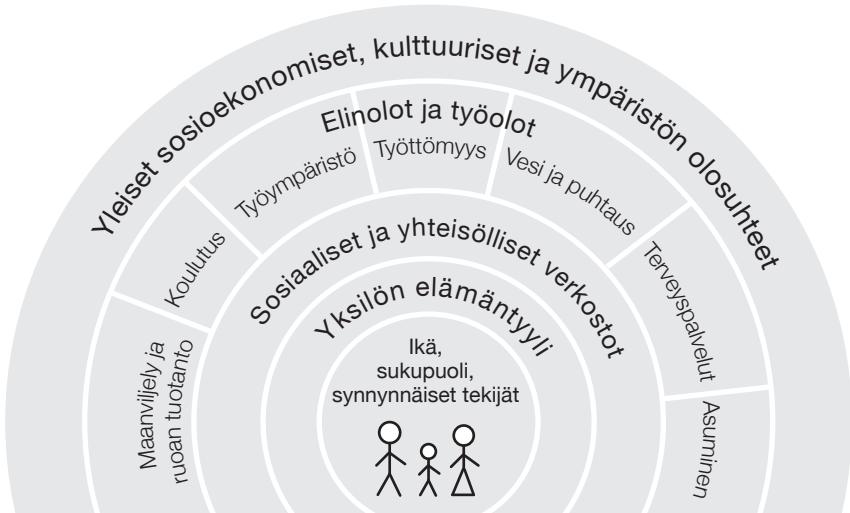 Yleiset sosioekonomiset, kulttuuriset ja ympäristön olosuhteet
Elinolot ja työolot
Maanviljely ja
ruoan tuotanto
Koulutus
Työympäristö
Työttömyys
Vesi ja puhtaus
Terveyspalvelut
Asuminen
Sosiaaliset ja yhteisölliset verkostot
Yksilön elämäntyyli
Ikä,
sukupuoli,
synnynnäiset tekijät